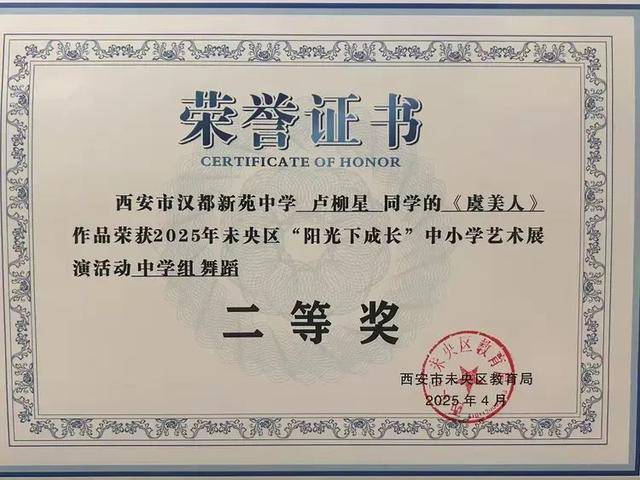 荣誉证书
CERTIFICATE OF HONOR
西安市汉都新苑中学 卢柳星 同学的《虞美人》
作品荣获2025年未央区“阳光下成长”中小学艺术展
演活动 中学组 舞蹈
二等奖
西安市未央区教育局
2025年4月